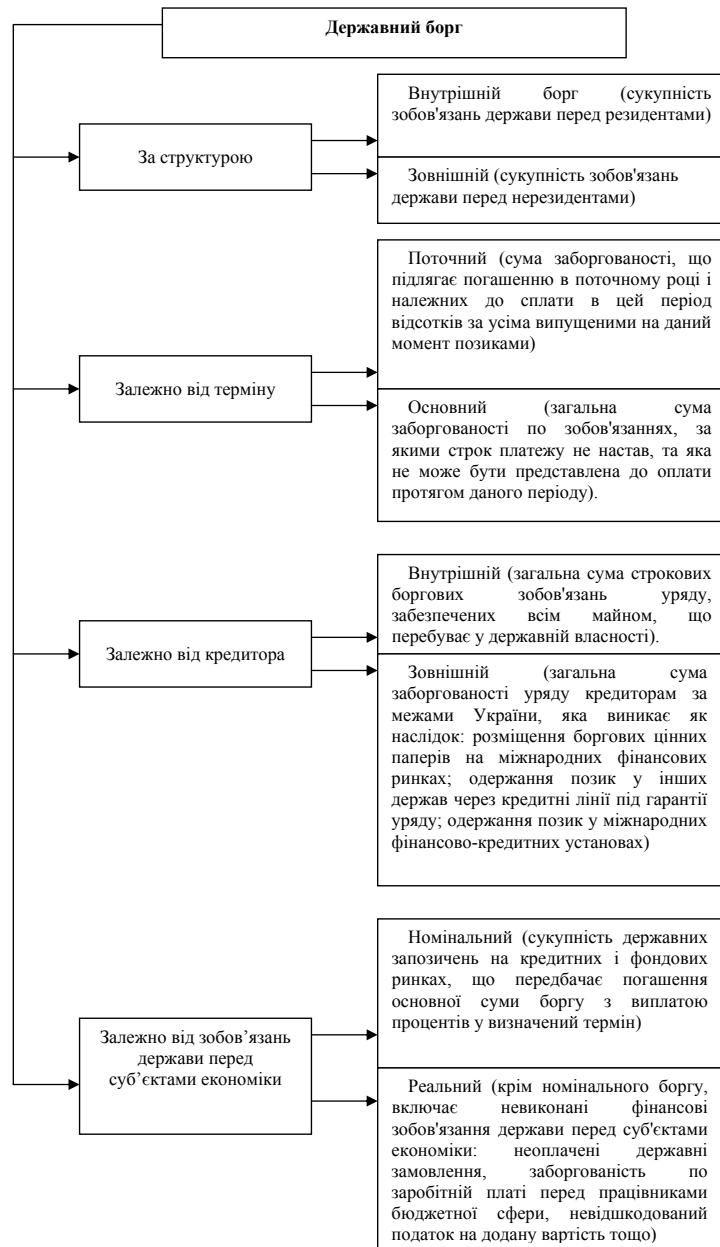 Державний борг
За структурою
Внутрішній борг (сукупність
зобов'язань держави перед резидентами)
Зовнішній (сукупність зобов'язань
держави перед нерезидентами)
Залежно від терміну
Поточний (сума заборгованості, що
підлягає погашенню в поточному році і
належних до сплати в цей період
відсотків за усіма випущеними на даний
момент позиками)
Основний (загальна сума
заборгованості по зобов'язаннях, за
якими строк платежу не настав, та яка
не може бути представлена до оплати
протягом даного періоду).
Залежно від кредитора
Внутрішній (загальна сума строкових
боргових зобов'язань уряду,
забезпечених всім майном, що
перебуває у державній власності).
Зовнішній (загальна сума
заборгованості уряду кредиторам за
межами України, яка виникає як
наслідок: розміщення боргових цінних
паперів на міжнародних фінансових
ринках; одержання позик у інших
держав через кредитні лінії під гарантії
уряду; одержання позик у міжнародних
фінансово-кредитних установах)
Залежно від зобов’язань
держави перед
суб’єктами економіки
Номінальний (сукупність державних
запозичень на кредитних і фондових
ринках, що передбачає погашення
основної суми боргу з виплатою
процентів у визначений термін)
Реальний (крім номінального боргу,
включає невиконані фінансові
зобов'язання держави перед суб'єктами
економіки: неоплачені державні
замовлення, заборгованість по
заробітній платі перед працівниками
бюджетної сфери, невідшкодований
податок на додану вартість тощо)